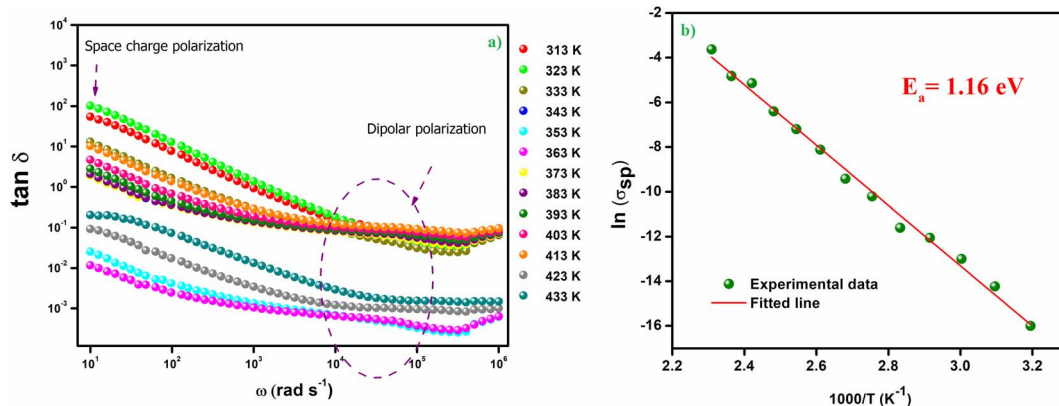 a)
Space charge polarization
Dipolar polarization
tan δ
10⁴
10³
10²
10¹
10⁰
10⁻¹
10⁻²
10⁻³
10¹
10²
10³
10⁴
10⁵
10⁶
ω (rad s⁻¹)
313 K
323 K
333 K
343 K
353 K
363 K
373 K
383 K
393 K
403 K
413 K
423 K
433 K
b)
Eₐ= 1.16 eV
ln (σsp)
-2
-4
-6
-8
-10
-12
-14
-16
Experimental data
Fitted line
2.2
2.4
2.6
2.8
3.0
3.2
1000/T (K⁻¹)